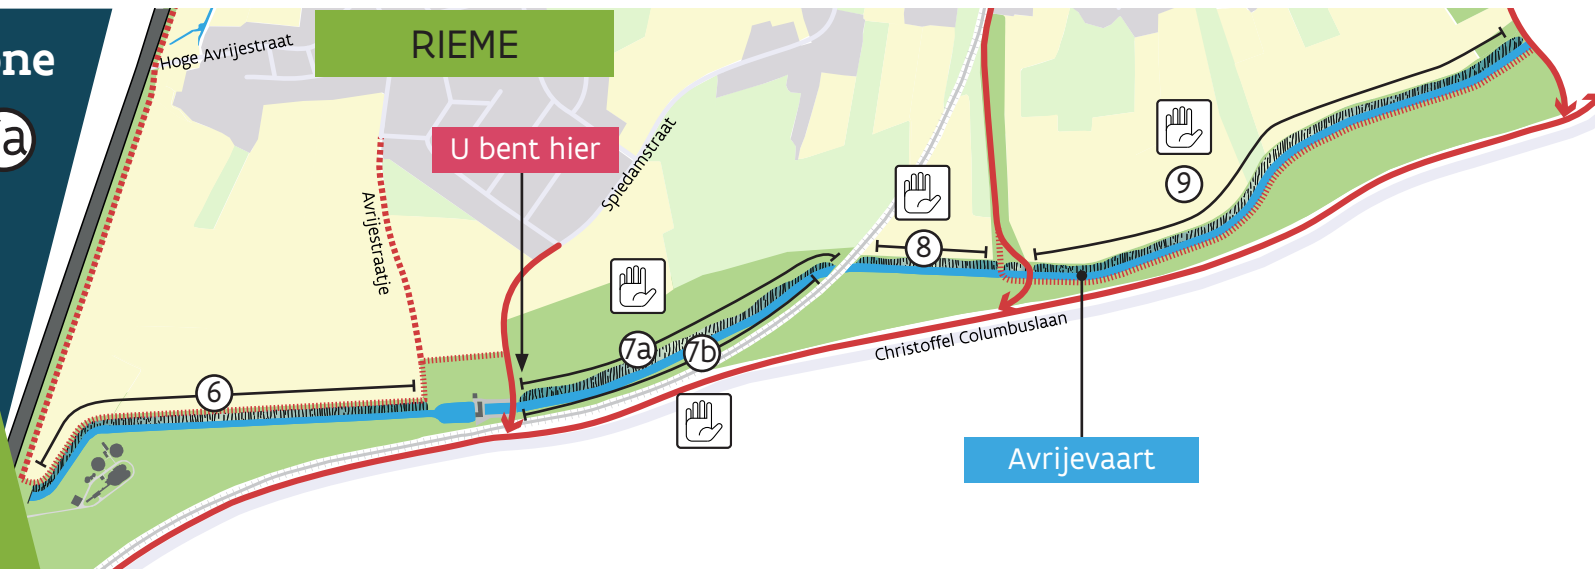 ne
a
Hoge Avrijestraat
RIEME
U bent hier
Spiedamstraat
Avrijestraatje
9
8
7a
7b
6
Christoffel Columbuslaan
Avrijevaart